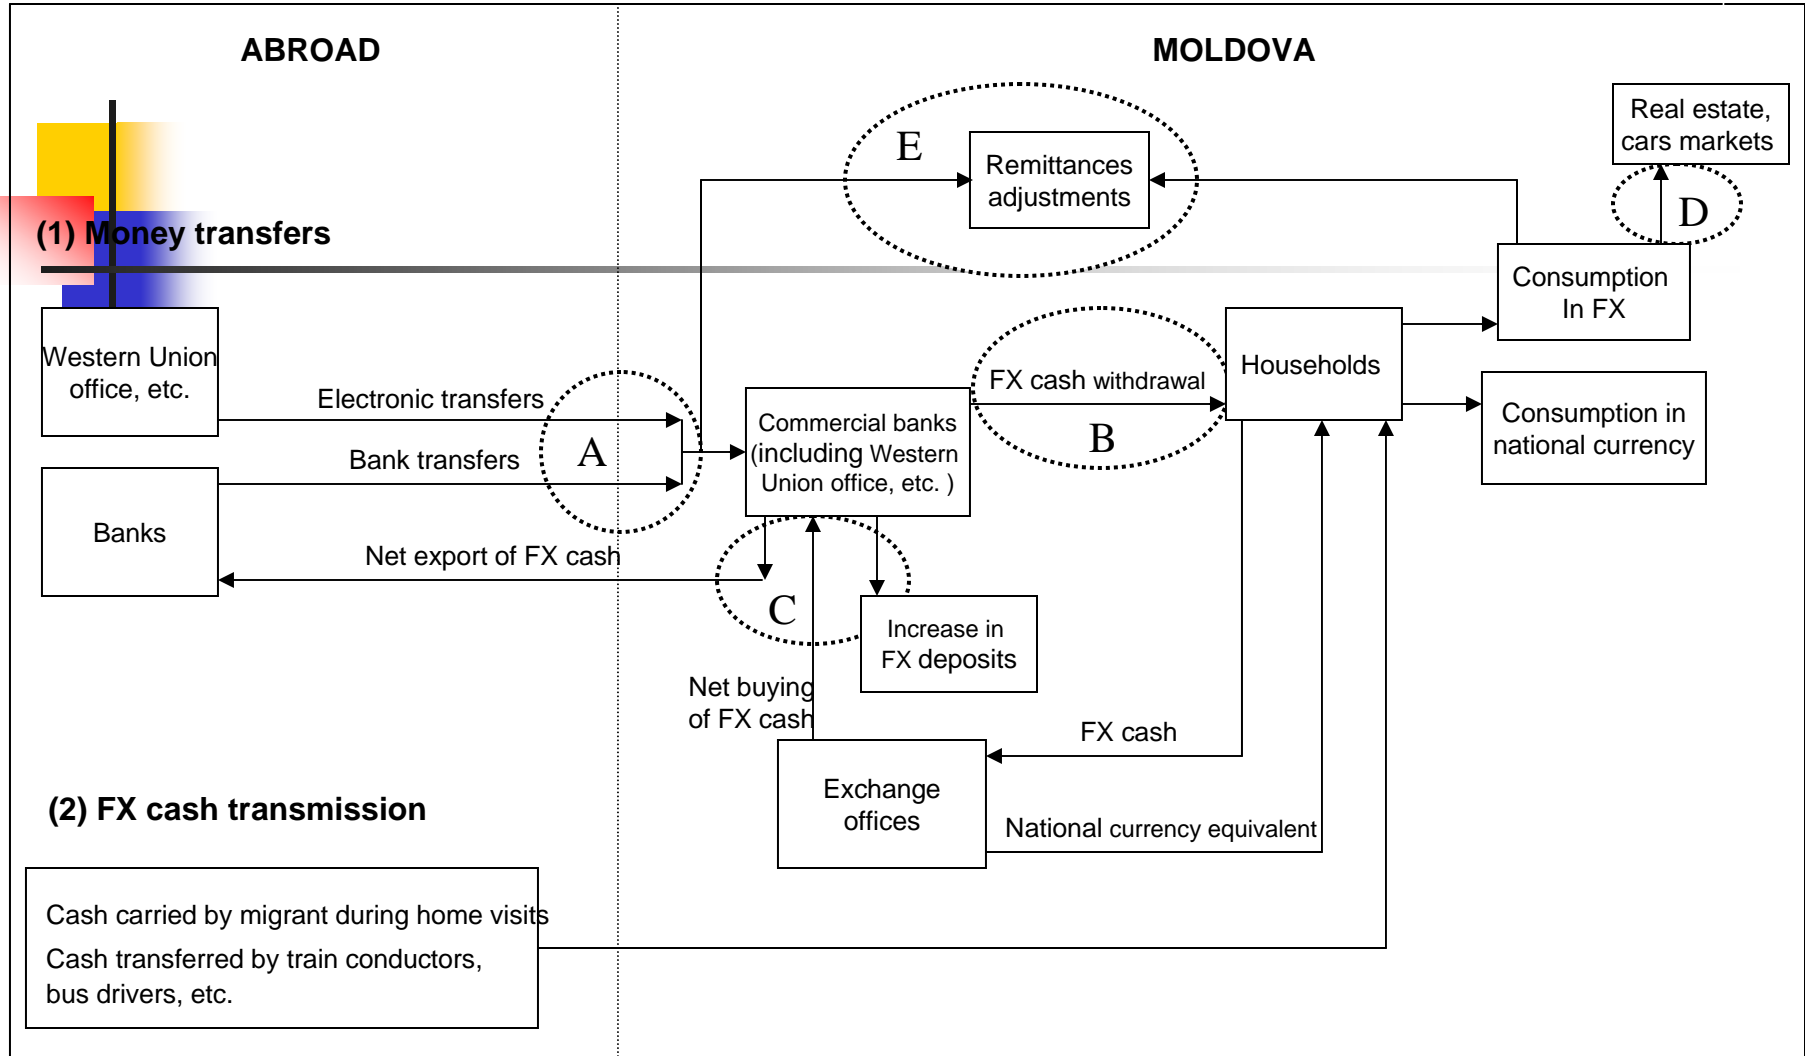 ABROAD
MOLDOVA
Real estate,
cars markets
E
Remittances
adjustments
D
(1) Money transfers
Consumption
In FX
Western Union
office, etc.
Electronic transfers
Bank transfers
A
Commercial banks
(including Western
Union office, etc. )
FX cash withdrawal
B
Households
Consumption in
national currency
Banks
Net export of FX cash
C
Increase in
FX deposits
Net buying
of FX cash
FX cash
Exchange
offices
National currency equivalent
(2) FX cash transmission
Cash carried by migrant during home visits
Cash transferred by train conductors,
bus drivers, etc.